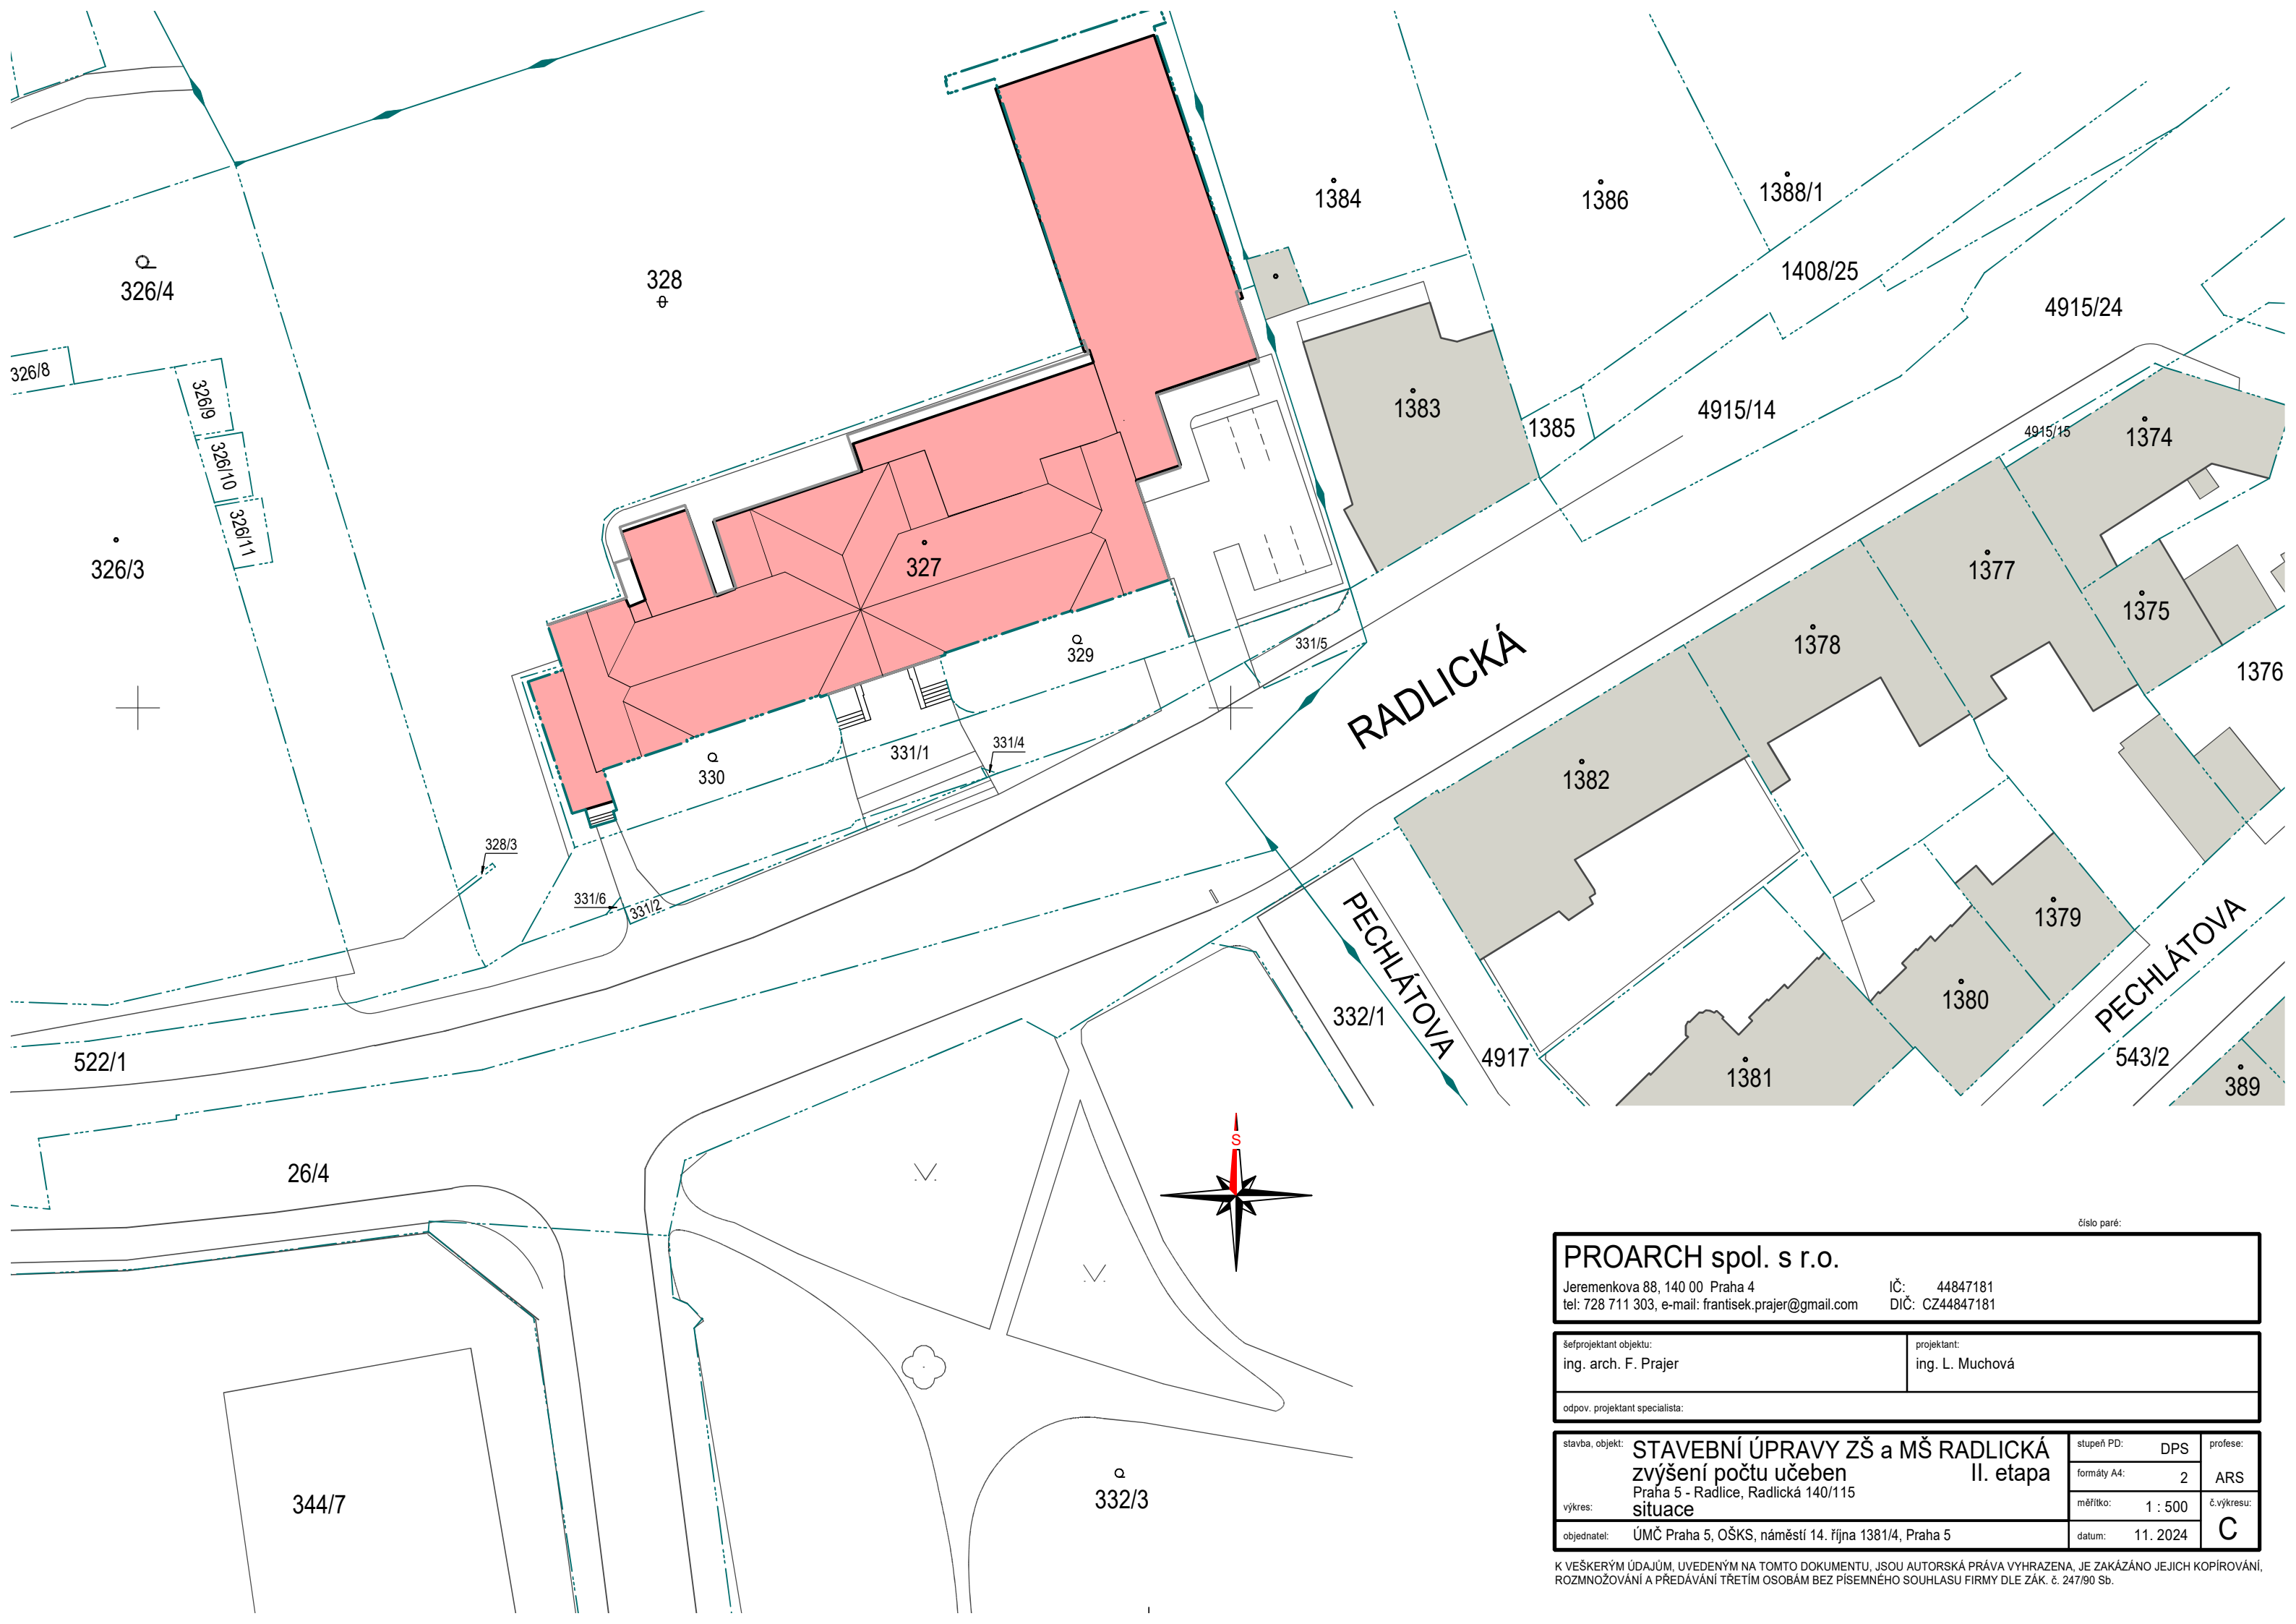 1384
1386
1388/1
326/4
328
1408/25
4915/24
326/8
326/9
1383
1385
4915/14
4915/15
1374
326/10
326/11
326/3
327
1377
1375
1378
331/5
329
1376
RADLICKÁ
330
331/1
331/4
1382
328/3
331/6
331/2
PECHLÁTOVA
1379
PECHLÁTOVA
332/1
1380
522/1
4917
1381
543/2
389
26/4
S
344/7
332/3
číslo paré:
PROARCH spol. s r.o.
Jeremenkova 88, 140 00 Praha 4 IČ: 44847181
tel: 728 711 303, e-mail: frantisek.prajer@gmail.com DIČ: CZ44847181
šéfprojektant objektu: projektant:
ing. arch. F. Prajer ing. L. Muchová
odpov. projektant specialista:
stavba, objekt: STAVEBNÍ ÚPRAVY ZŠ a MŠ RADLICKÁ stupeň PD: DPS profese:
zvýšení počtu učeben II. etapa formáty A4: 2 ARS
Praha 5 - Radlice, Radlická 140/115
výkres: situace měřítko: 1 : 500 č.výkresu:
objednatel: ÚMČ Praha 5, OŠKS, náměstí 14. října 1381/4, Praha 5 datum: 11. 2024 C
K VEŠKERÝM ÚDAJŮM, UVEDENÝM NA TOMTO DOKUMENTU, JSOU AUTORSKÁ PRÁVA VYHRAZENA, JE ZAKÁZÁNO JEJICH KOPÍROVÁNÍ,
ROZMNOŽOVÁNÍ A PŘEDÁVÁNÍ TŘETÍM OSOBÁM BEZ PÍSEMNÉHO SOUHLASU FIRMY DLE ZÁK. č. 247/90 Sb.